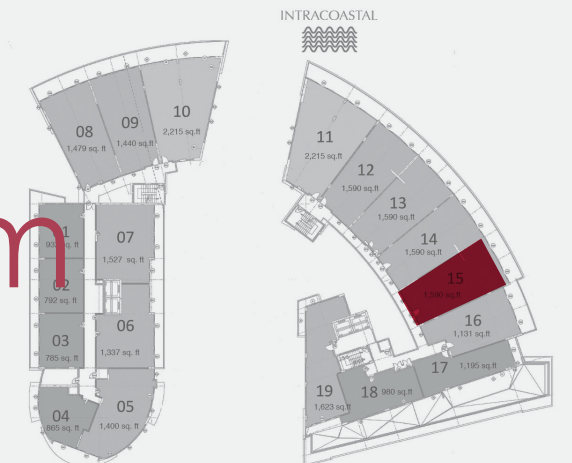 INTRACOASTAL
08
1,479 sq. ft
09
1,440 sq. ft
10
2,215 sq. ft
07
1,527 sq.ft
02
792 sq. ft
06
1,337 sq.ft
03
785 sq. ft
04
865 sq. ft
05
1,400 sq.ft
m
11
2,215 sq.ft
12
1,590 sq.ft
13
1,590 sq.ft
14
1,590 sq.ft
15
1,590 sq.ft
16
1,131 sq.ft
17
1,195 sq.ft
18
980 sq.ft
19
1,623 sq.ft